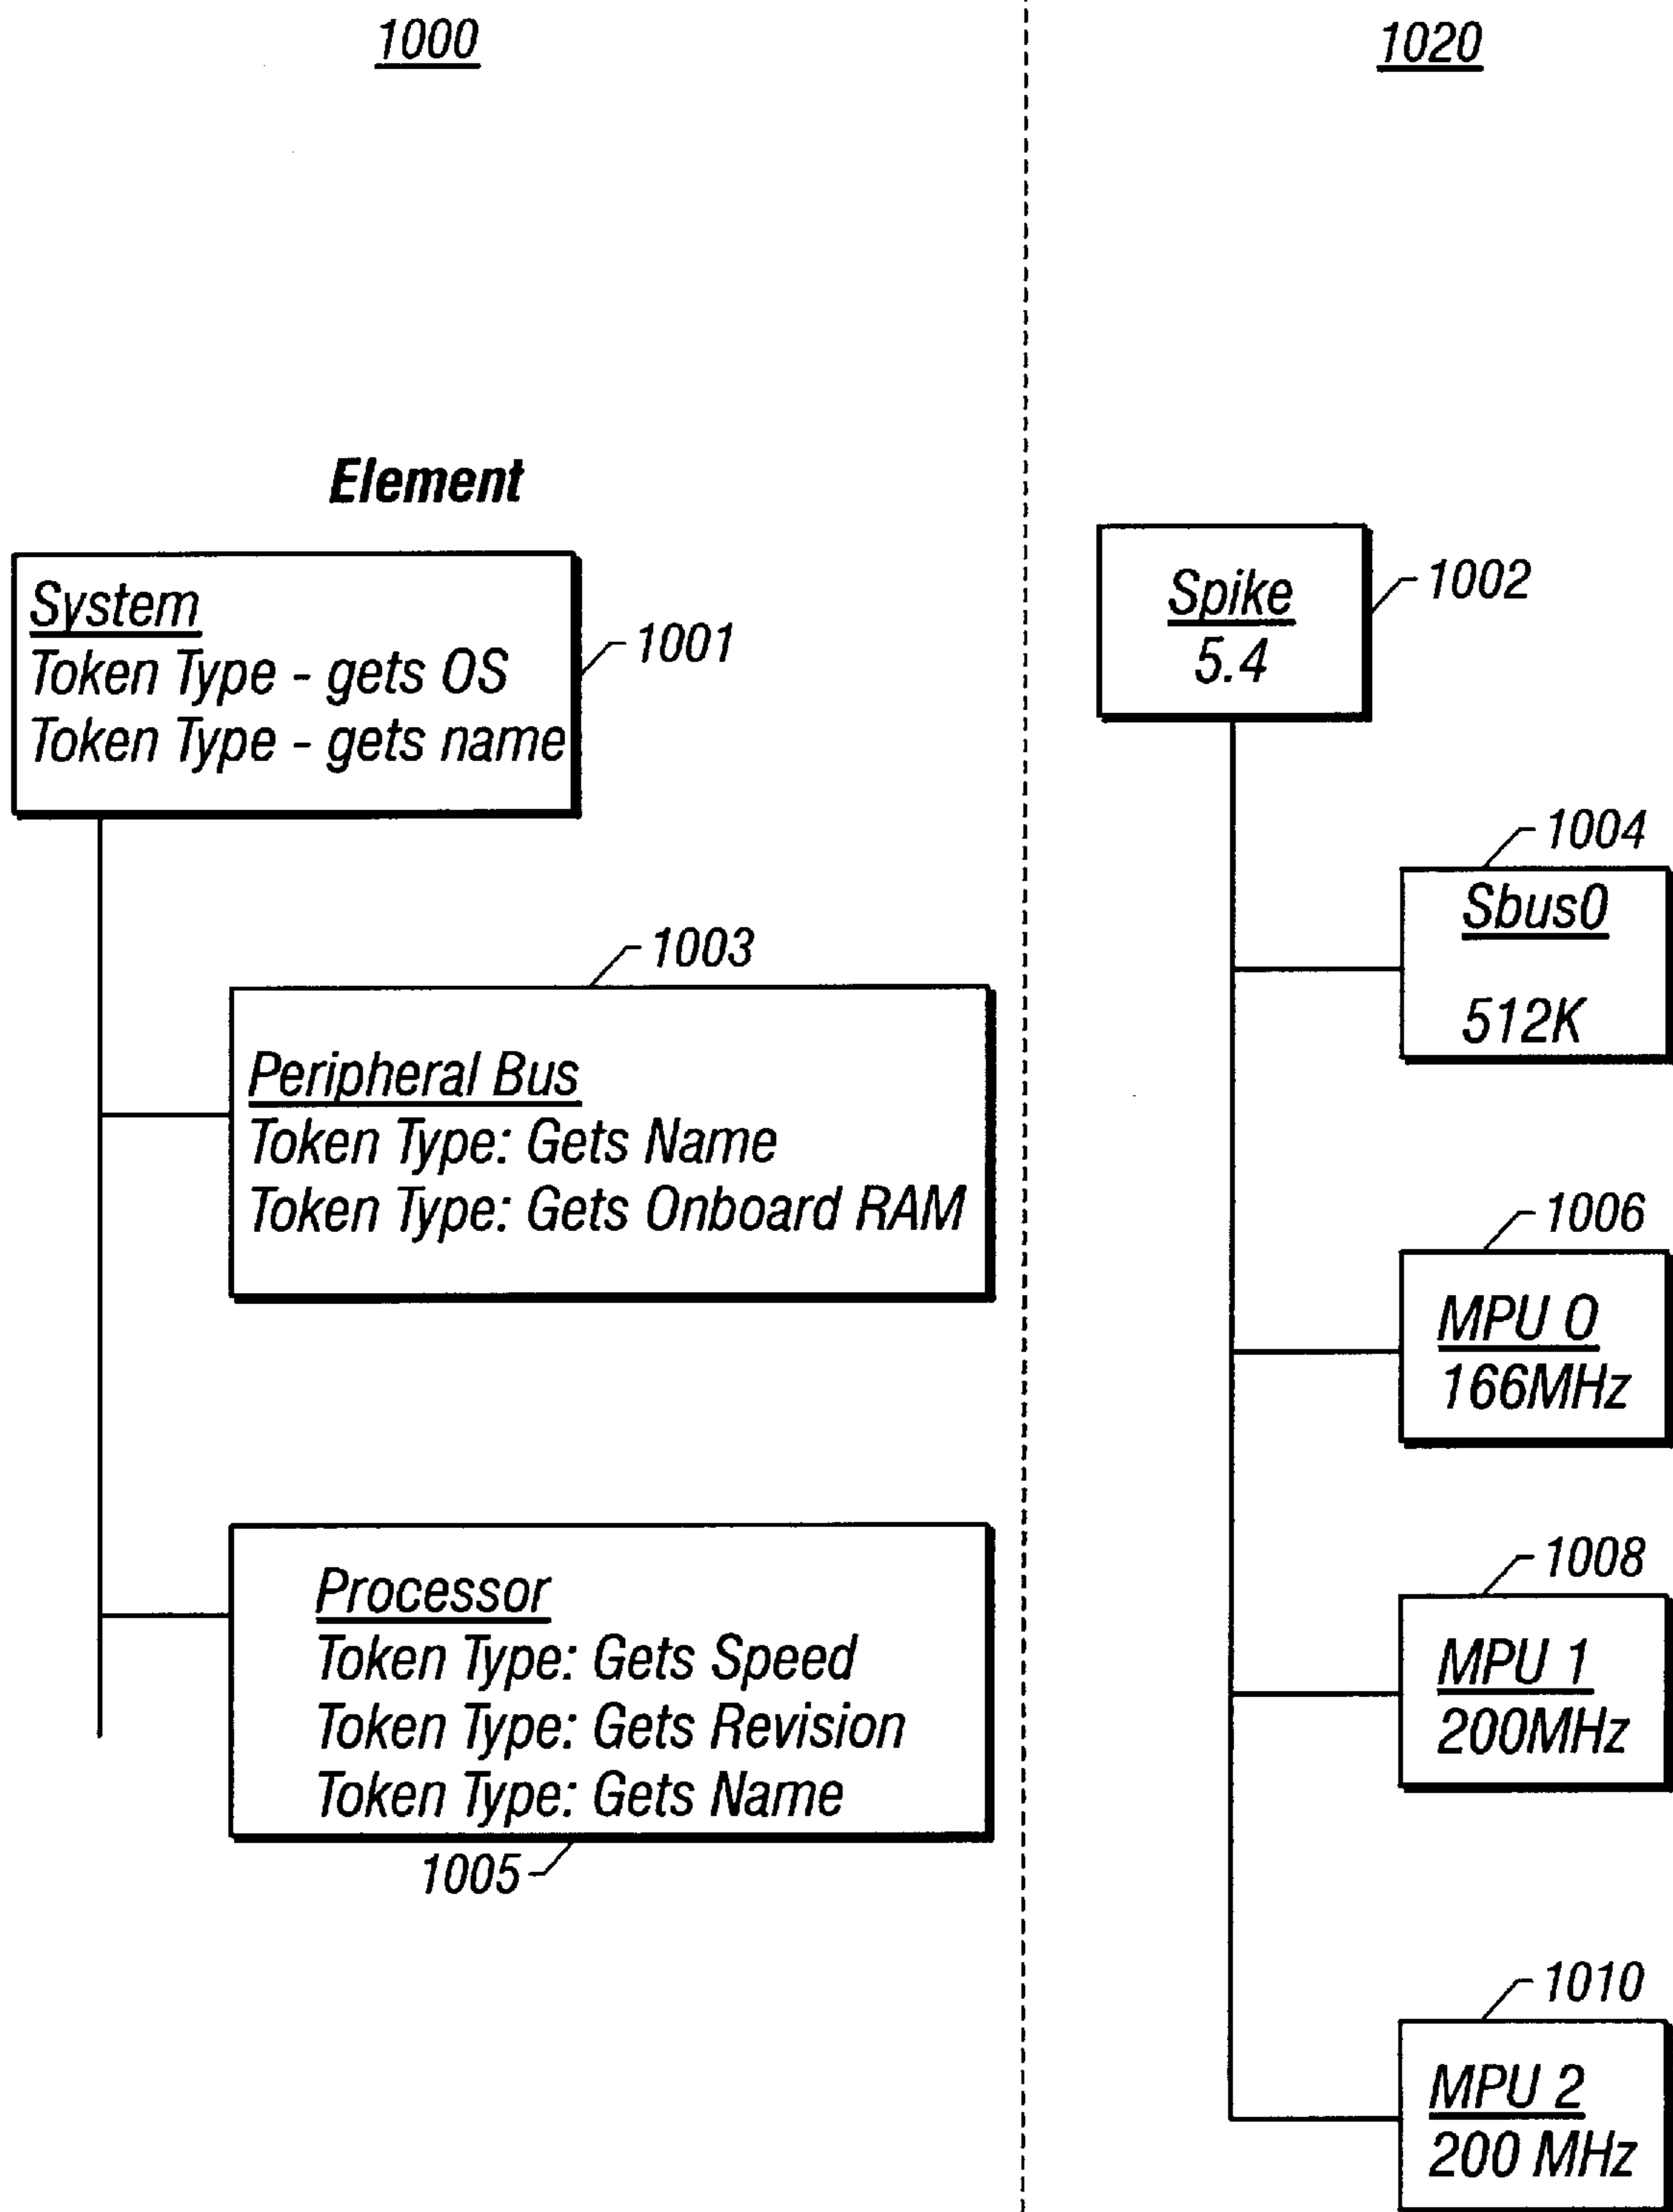 1000
Element
System
Token Type - gets OS
Token Type - gets name
1001
1003
Peripheral Bus
Token Type: Gets Name
Token Type: Gets Onboard RAM
Processor
Token Type: Gets Speed
Token Type: Gets Revision
Token Type: Gets Name
1005
1020
Spike
5.4
1002
1004
Sbus0
512K
1006
MPU 0
166MHz
1008
MPU 1
200MHz
1010
MPU 2
200 MHz